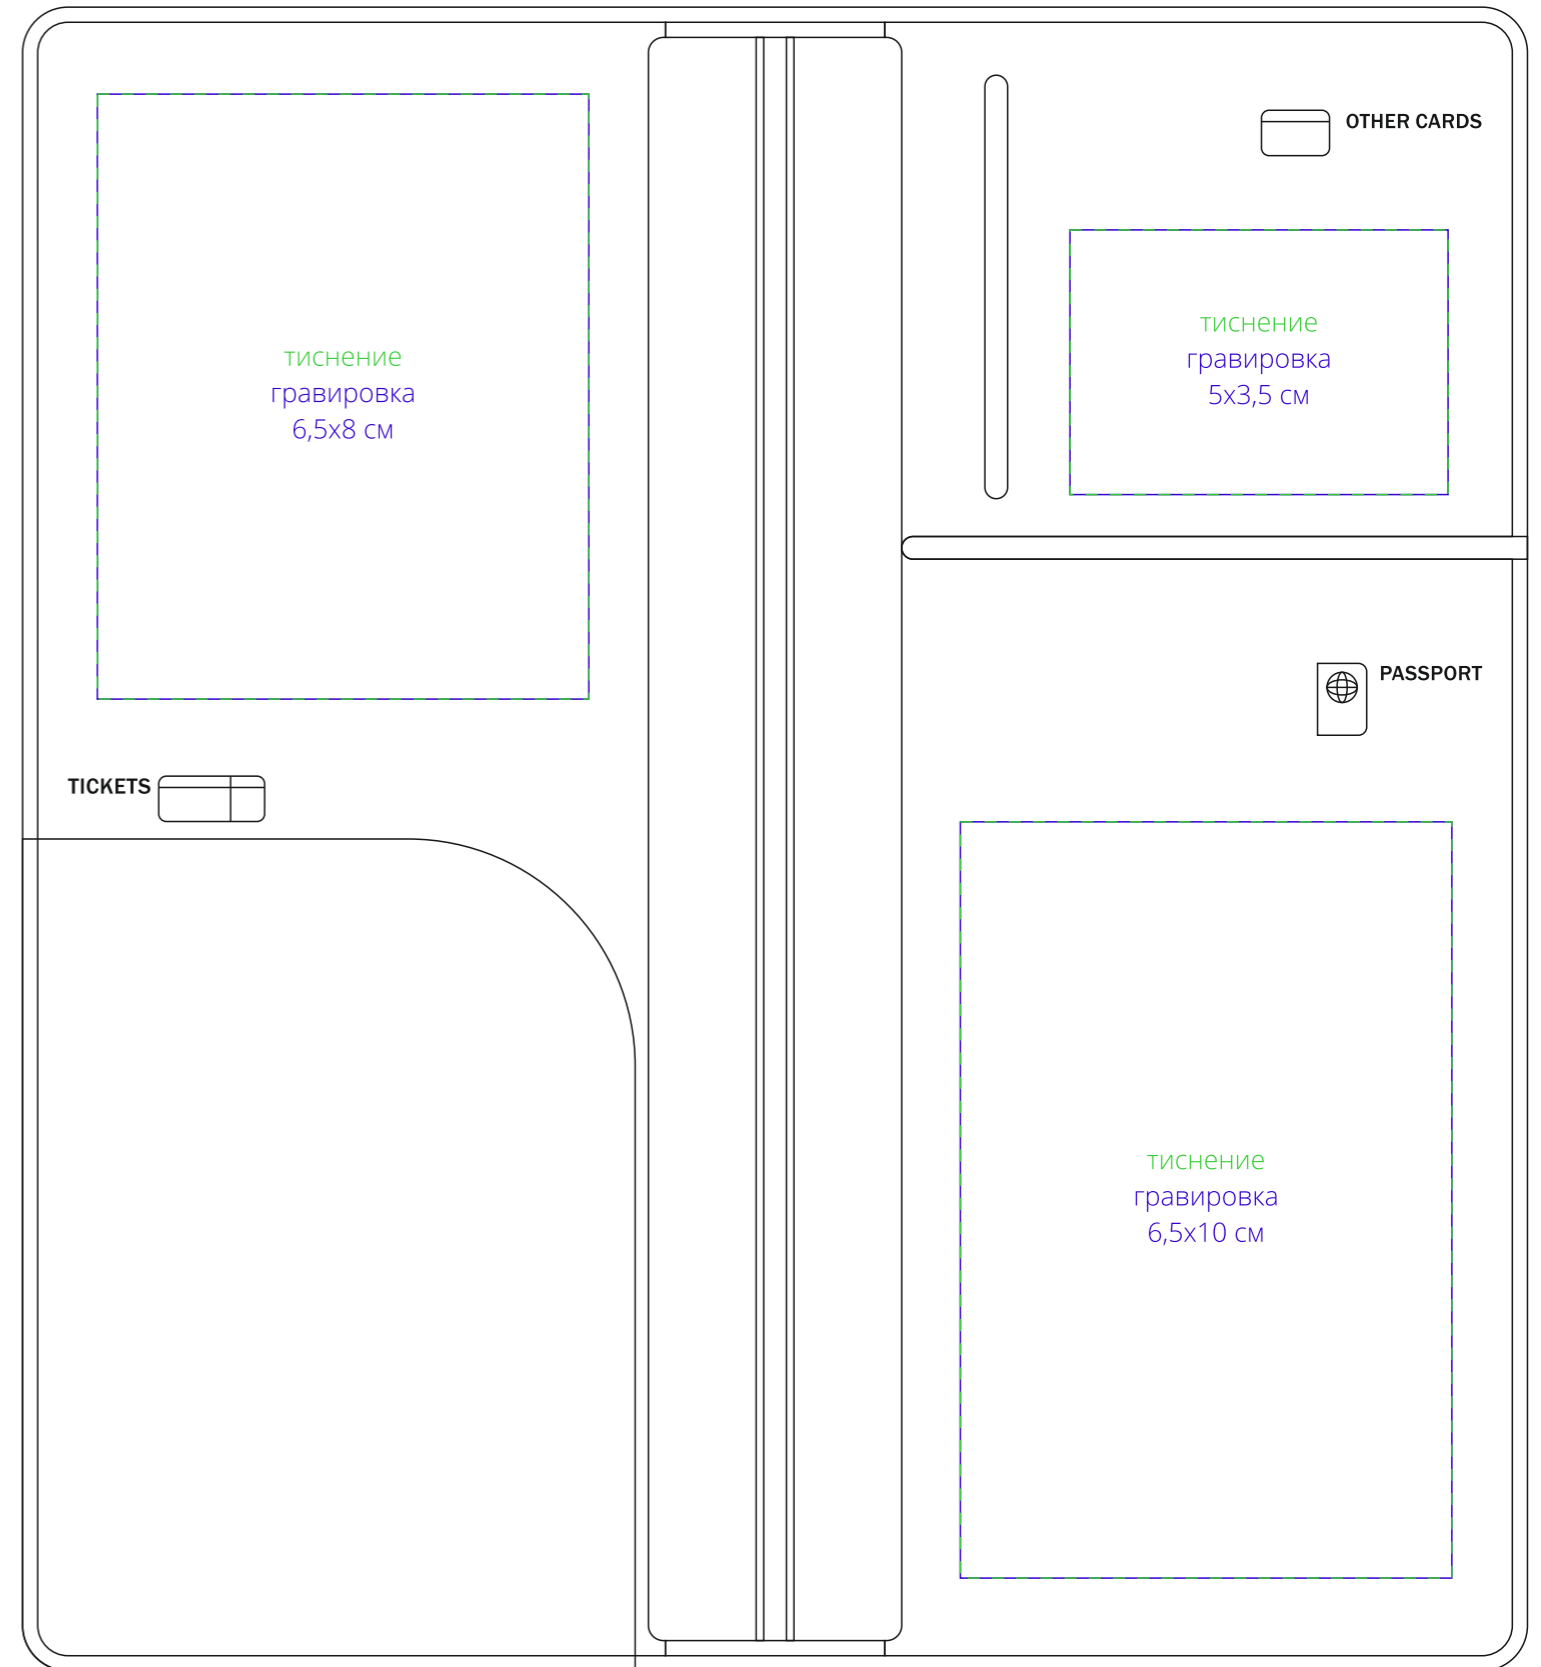 тиснение
гравировка
6,5x8 см
TICKETS
OTHER CARDS
тиснение
гравировка
5x3,5 см
PASSPORT
тиснение
гравировка
6,5x10 см